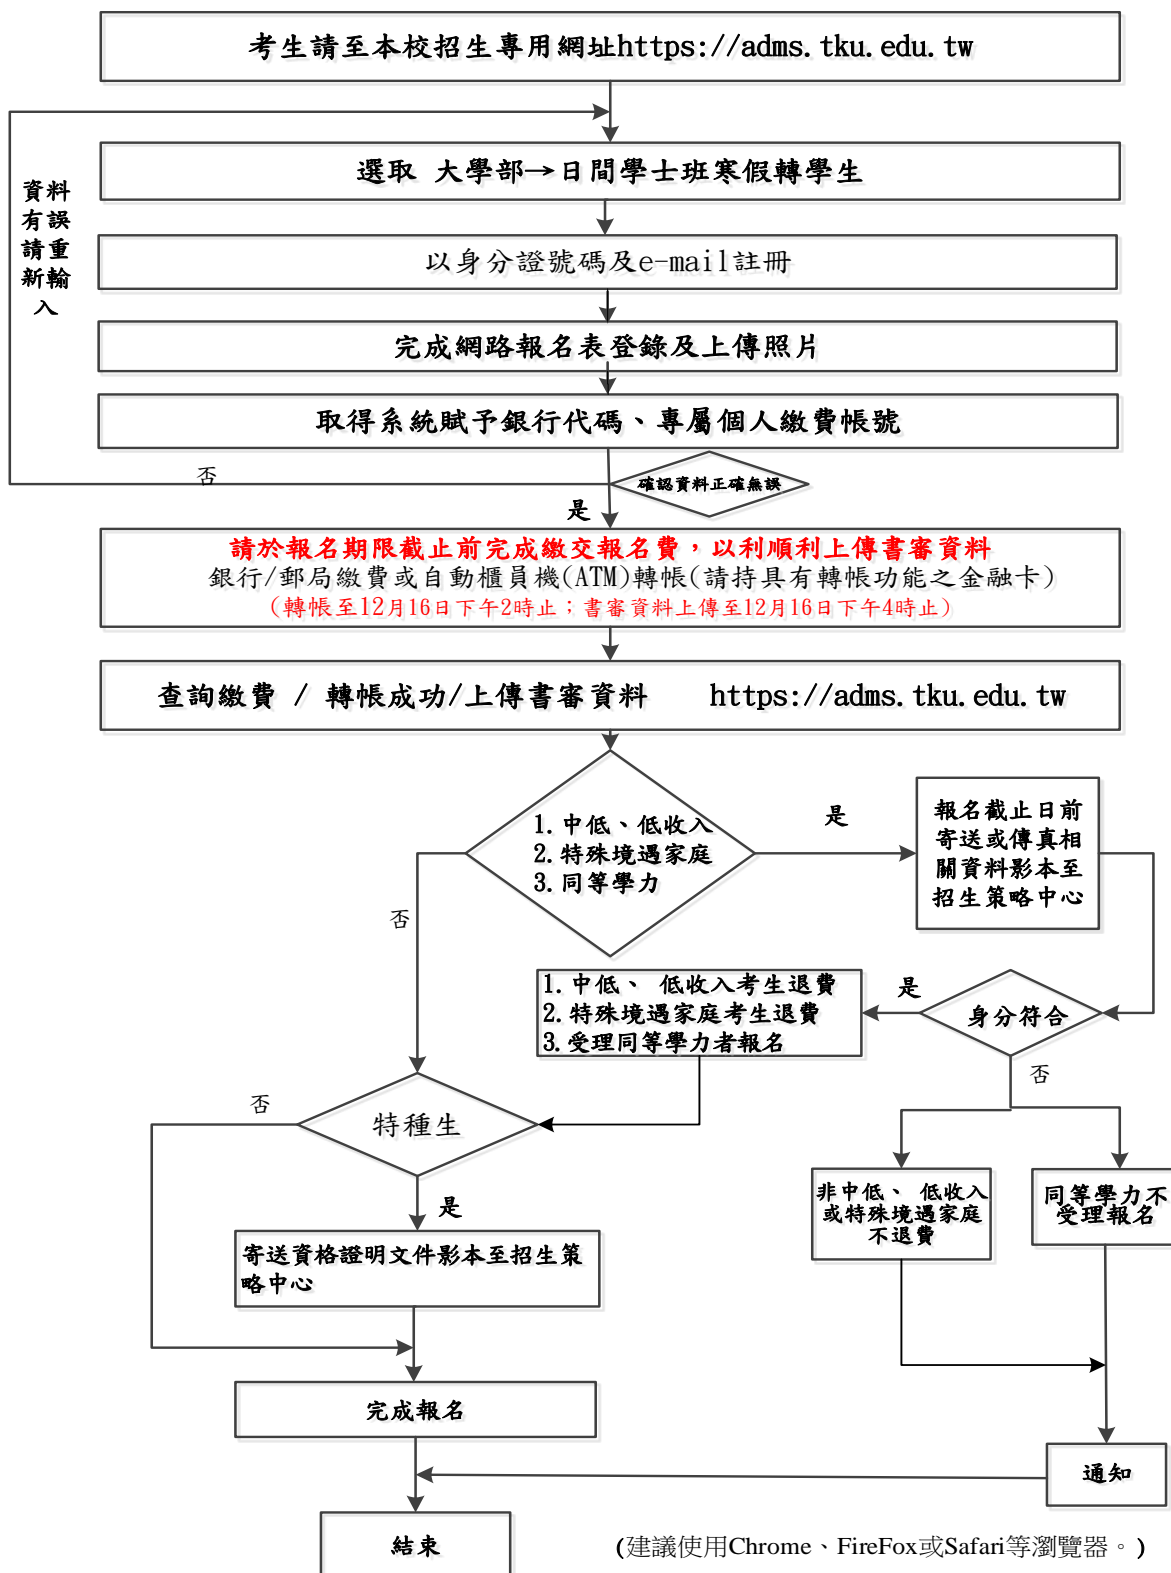 考生請至本校招生專用網址https://adms.tku.edu.tw
選取 大學部→日間學士班寒假轉學生
資料
有誤
請重
新輸
入
以身分證號碼及e-mail註冊
完成網路報名表登錄及上傳照片
取得系統賦予銀行代碼、專屬個人繳費帳號
否
確認資料正確無誤
是
請於報名期限截止前完成繳交報名費，以利順利上傳書審資料
銀行/郵局繳費或自動櫃員機(ATM)轉帳(請持具有轉帳功能之金融卡)
(轉帳至12月16日下午2時止；書審資料上傳至12月16日下午4時止)
查詢繳費 / 轉帳成功/上傳書審資料 https://adms.tku.edu.tw
1.中低、低收入
2.特殊境遇家庭
3.同等學力
是
報名截止日前
寄送或傳真相
關資料影本至
招生策略中心
否
1.中低、 低收入考生退費
2.特殊境遇家庭考生退費
3.受理同等學力者報名
是
身分符合
否
否
特種生
是
非中低、 低收入
或特殊境遇家庭
不退費
同等學力不
受理報名
寄送資格證明文件影本至招生策
略中心
完成報名
通知
結束
(建議使用Chrome、FireFox或Safari等瀏覽器。)